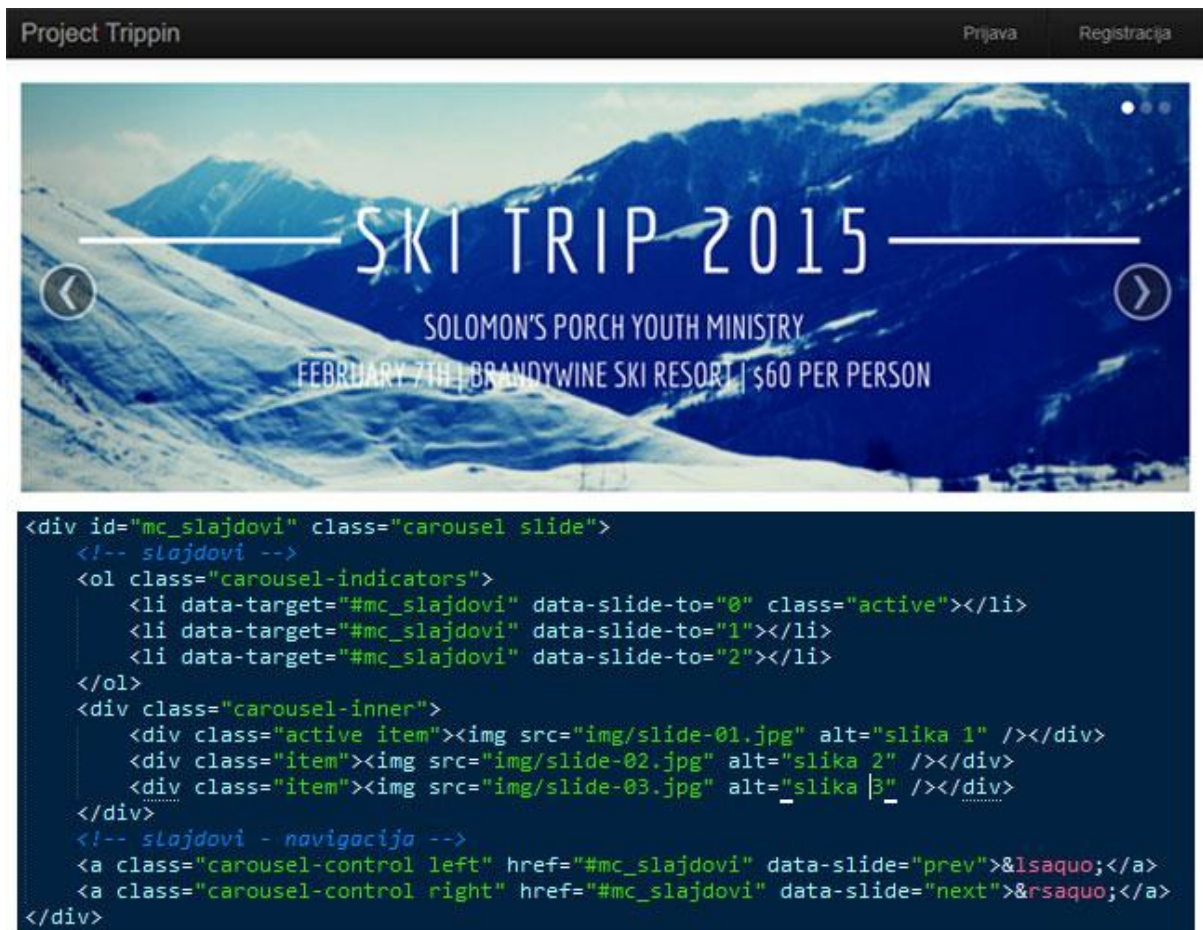 Project Trippin Prijava Registracija
SKI TRIP 2015
SOLOMON'S PORCH YOUTH MINISTRY
FEBRUARY 7TH | BRANDYWINE SKI RESORT | $60 PER PERSON
<div id="mc_slajdovi" class="carousel slide">
<!-- slajdovi -->
<ol class="carousel-indicators">
<li data-target="#mc_slajdovi" data-slide-to="0" class="active"></li>
<li data-target="#mc_slajdovi" data-slide-to="1"></li>
<li data-target="#mc_slajdovi" data-slide-to="2"></li>
</ol>
<div class="carousel-inner">
<div class="active item"><img src="img/slide-01.jpg" alt="slika 1" /></div>
<div class="item"><img src="img/slide-02.jpg" alt="slika 2" /></div>
<div class="item"><img src="img/slide-03.jpg" alt="slika 3" /></div>
</div>
<!-- slajdovi - navigacija -->
<a class="carousel-control left" href="#mc_slajdovi" data-slide="prev">&lsaquo;</a>
<a class="carousel-control right" href="#mc_slajdovi" data-slide="next">&rsaquo;</a>
</div>